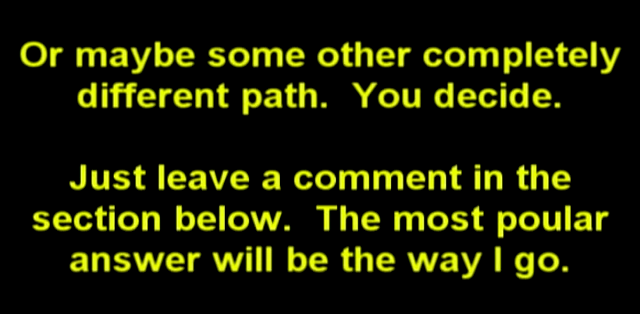 Or maybe some other completely
different path.  You decide.
Just leave a comment in the
section below.  The most poular
answer will be the way I go.